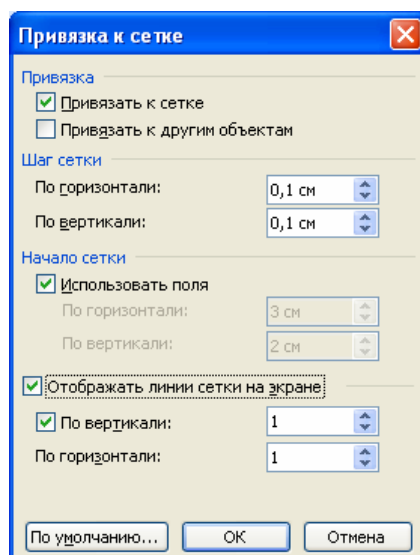 Привязка к сетке
Привязка
Привязать к сетке
Привязать к другим объектам
Шаг сетки
По горизонтали: 0,1 см
По вертикали: 0,1 см
Начало сетки
Использовать поля
По горизонтали: 3 см
По вертикали: 2 см
Отображать линии сетки на экране
По вертикали: 1
По горизонтали: 1
По умолчанию... ОК Отмена